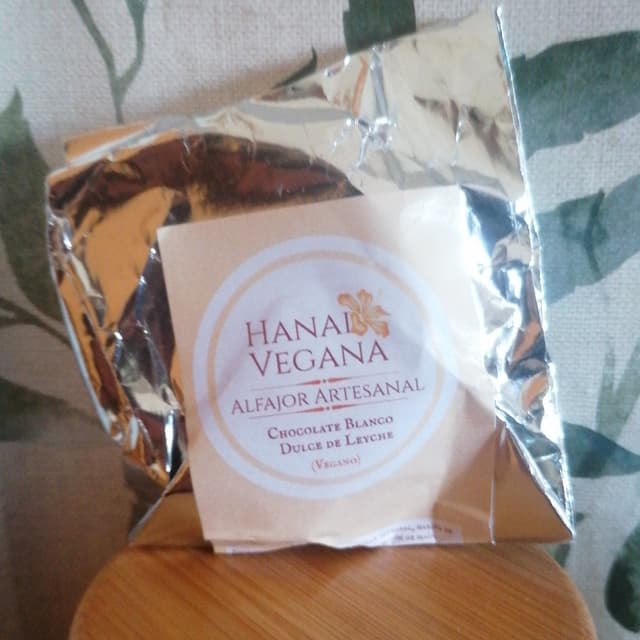 HANAL
VEGANA
ALFAJOR ARTESANAL
CHOCOLATE BLANCO
DULCE DE LEYCHE
(VEGANO)